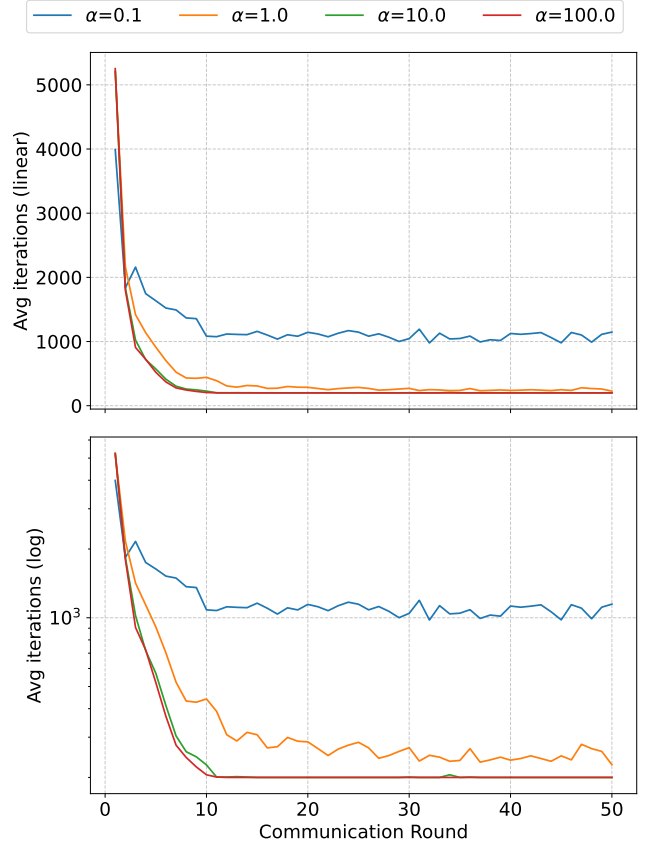 α=0.1 α=1.0 α=10.0 α=100.0
5000
4000
3000
2000
1000
0
Avg iterations (linear)
10³
Avg iterations (log)
0 10 20 30 40 50
Communication Round